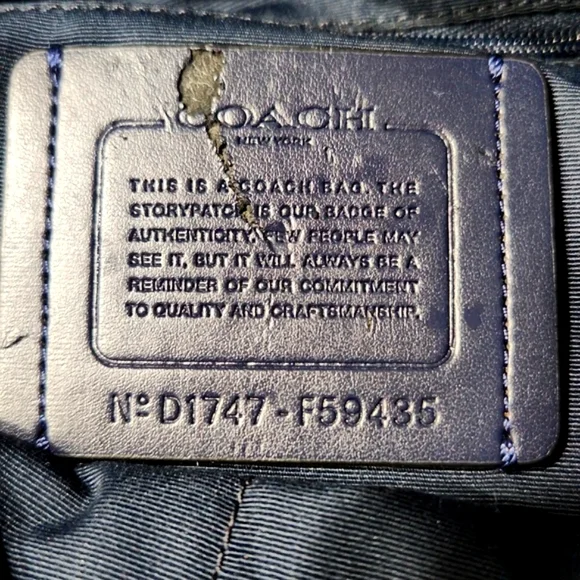 COACH
NEW YORK
THIS IS A COACH BAG. THE
STORYPATCH IS OUR BADGE OF
AUTHENTICITY. FEW PEOPLE MAY
SEE IT, BUT IT WILL ALWAYS BE A
REMINDER OF OUR COMMITMENT
TO QUALITY AND CRAFTSMANSHIP.
Nº D1747-F59435